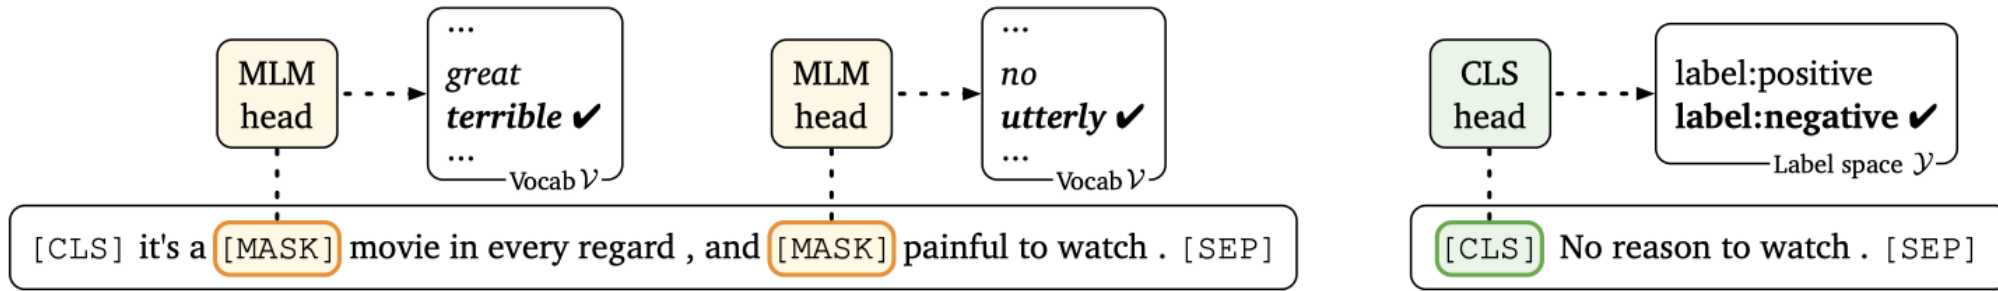 MLM
head
...
great
terrible ✔
...
Vocab 𝒱
MLM
head
...
no
utterly ✔
...
Vocab 𝒱
[CLS] it's a [MASK] movie in every regard , and [MASK] painful to watch . [SEP]
CLS
head
label:positive
label:negative ✔
Label space 𝒴
[CLS] No reason to watch . [SEP]